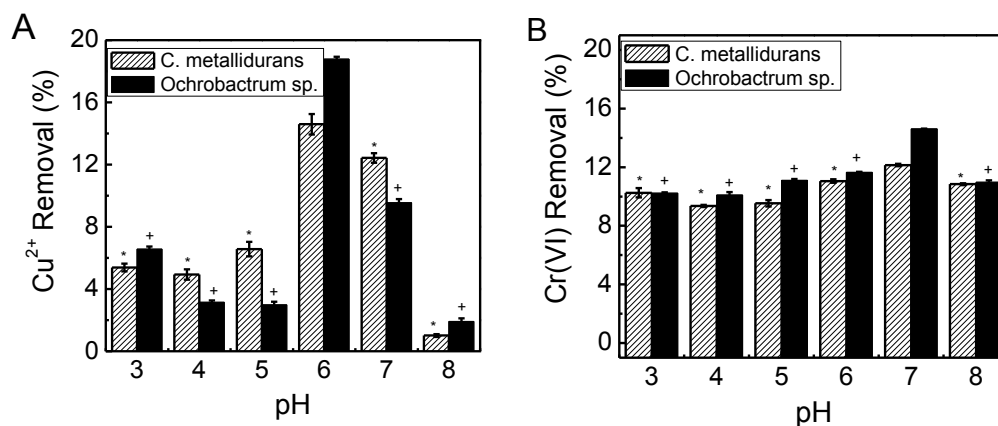 A
Cu²⁺ Removal (%)
20
16
12
8
4
0
C. metallidurans
Ochrobactrum sp.
*
+
*
+
*
+
*
+
*
+
3 4 5 6 7 8
pH
B
Cr(VI) Removal (%)
20
16
12
8
4
0
C. metallidurans
Ochrobactrum sp.
*
+
*
+
*
+
*
+
*
+
3 4 5 6 7 8
pH